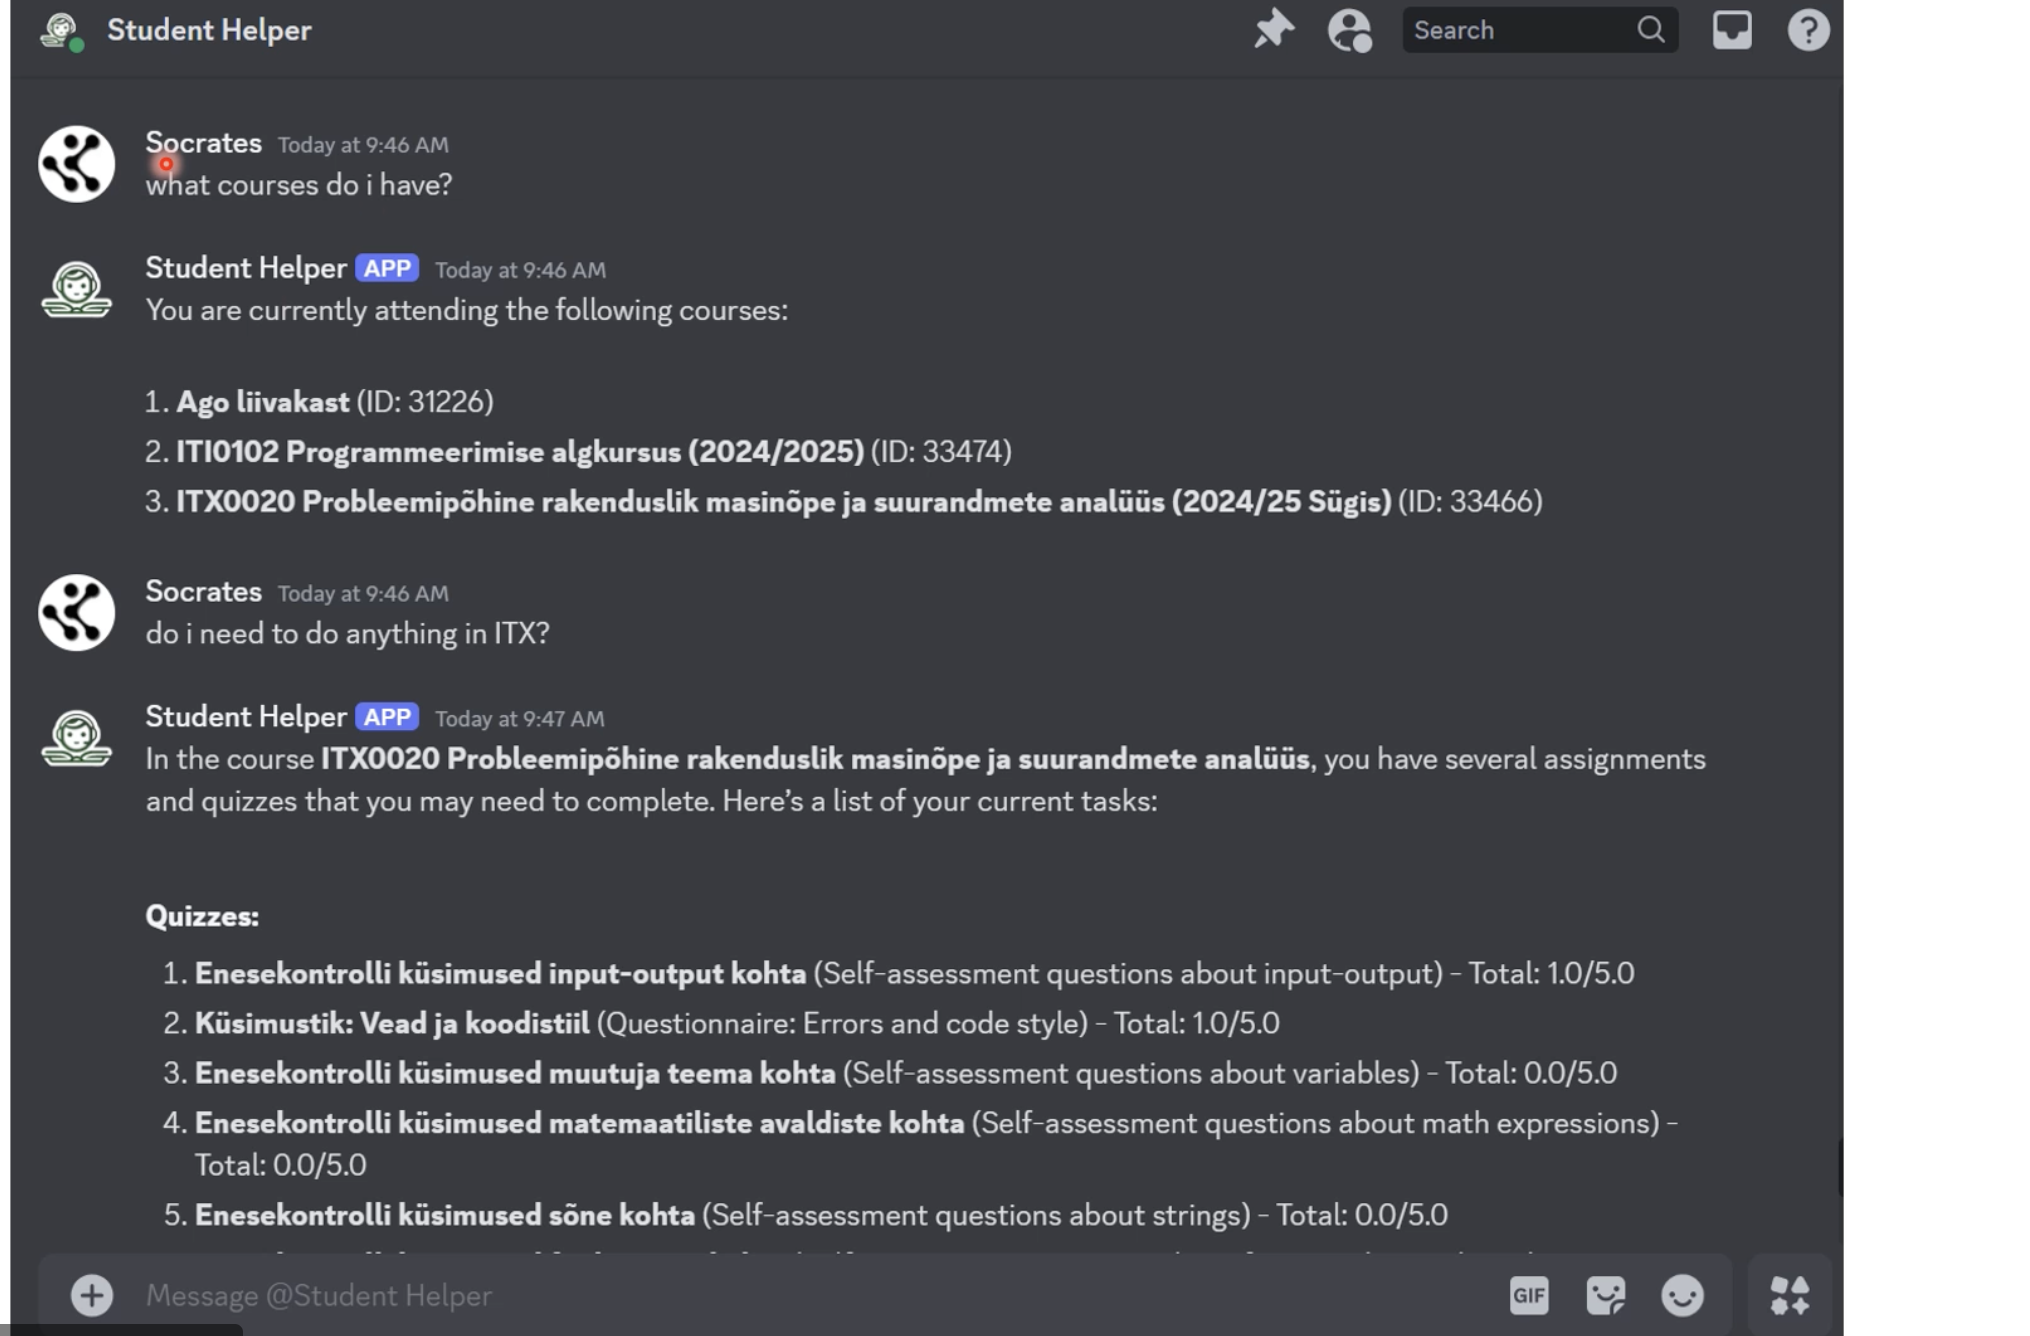 Student Helper
Search
Socrates Today at 9:46 AM
what courses do i have?
Student Helper APP Today at 9:46 AM
You are currently attending the following courses:
1. Ago liivakast (ID: 31226)
2. ITI0102 Programmeerimise algkursus (2024/2025) (ID: 33474)
3. ITX0020 Probleemipõhine rakenduslik masinõpe ja suurandmete analüüs (2024/25 Sügis) (ID: 33466)
Socrates Today at 9:46 AM
do i need to do anything in ITX?
Student Helper APP Today at 9:47 AM
In the course ITX0020 Probleemipõhine rakenduslik masinõpe ja suurandmete analüüs, you have several assignments
and quizzes that you may need to complete. Here's a list of your current tasks:
Quizzes:
1. Enesekontrolli küsimused input-output kohta (Self-assessment questions about input-output) - Total: 1.0/5.0
2. Küsimustik: Vead ja koodistiil (Questionnaire: Errors and code style) - Total: 1.0/5.0
3. Enesekontrolli küsimused muutuja teema kohta (Self-assessment questions about variables) - Total: 0.0/5.0
4. Enesekontrolli küsimused matemaatiliste avaldiste kohta (Self-assessment questions about math expressions) -
Total: 0.0/5.0
5. Enesekontrolli küsimused sõne kohta (Self-assessment questions about strings) - Total: 0.0/5.0
Message @Student Helper
GIF